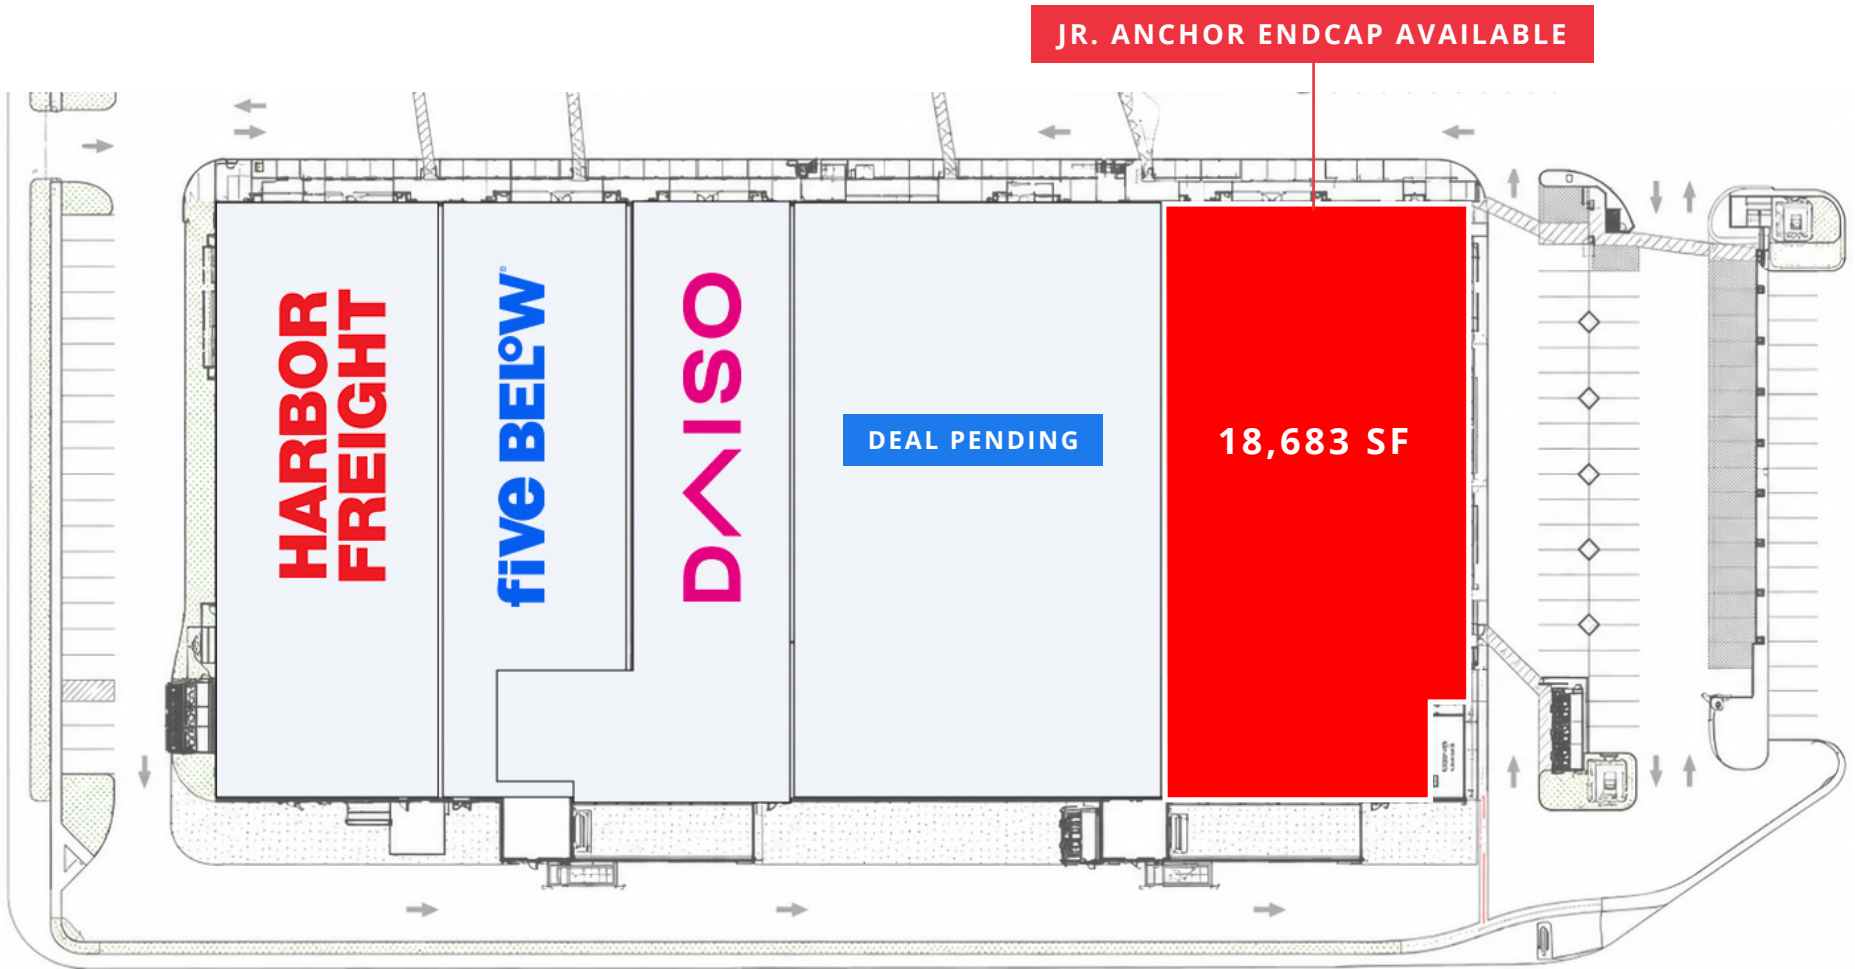 JR. ANCHOR ENDCAP AVAILABLE
HARBOR
FREIGHT
five BELOW
DAISO
DEAL PENDING
18,683 SF